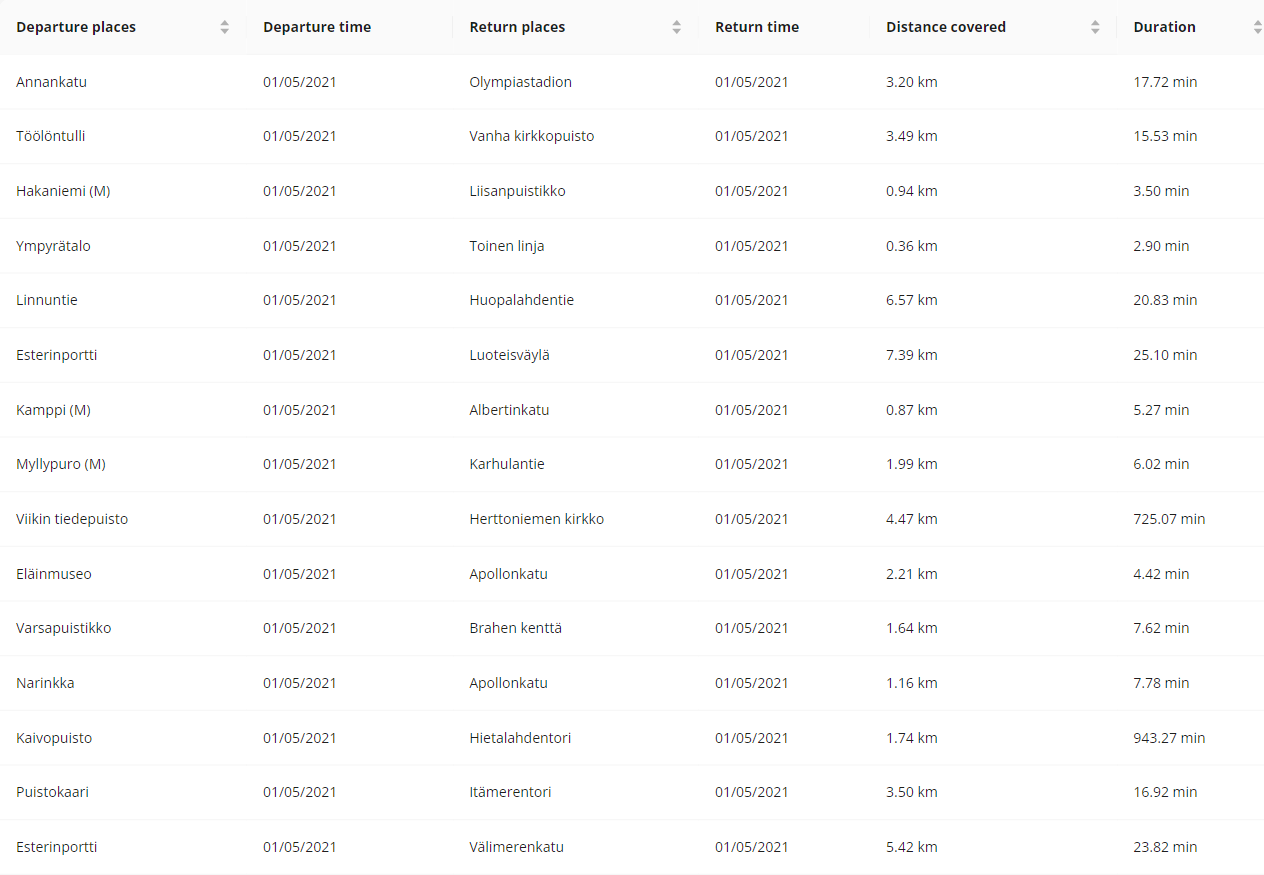 Departure places Departure time Return places Return time Distance covered Duration
Annankatu 01/05/2021 Olympiastadion 01/05/2021 3.20 km 17.72 min
Töölöntulli 01/05/2021 Vanha kirkkopuisto 01/05/2021 3.49 km 15.53 min
Hakaniemi (M) 01/05/2021 Liisanpuistikko 01/05/2021 0.94 km 3.50 min
Ympyrätalo 01/05/2021 Toinen linja 01/05/2021 0.36 km 2.90 min
Linnuntie 01/05/2021 Huopalahdentie 01/05/2021 6.57 km 20.83 min
Esterinportti 01/05/2021 Luoteisväylä 01/05/2021 7.39 km 25.10 min
Kamppi (M) 01/05/2021 Albertinkatu 01/05/2021 0.87 km 5.27 min
Myllypuro (M) 01/05/2021 Karhulantie 01/05/2021 1.99 km 6.02 min
Viikin tiedepuisto 01/05/2021 Herttoniemen kirkko 01/05/2021 4.47 km 725.07 min
Eläinmuseo 01/05/2021 Apollonkatu 01/05/2021 2.21 km 4.42 min
Varsapuistikko 01/05/2021 Brahen kenttä 01/05/2021 1.64 km 7.62 min
Narinkka 01/05/2021 Apollonkatu 01/05/2021 1.16 km 7.78 min
Kaivopuisto 01/05/2021 Hietalahdentori 01/05/2021 1.74 km 943.27 min
Puistokaari 01/05/2021 Itämerentori 01/05/2021 3.50 km 16.92 min
Esterinportti 01/05/2021 Välimerenkatu 01/05/2021 5.42 km 23.82 min